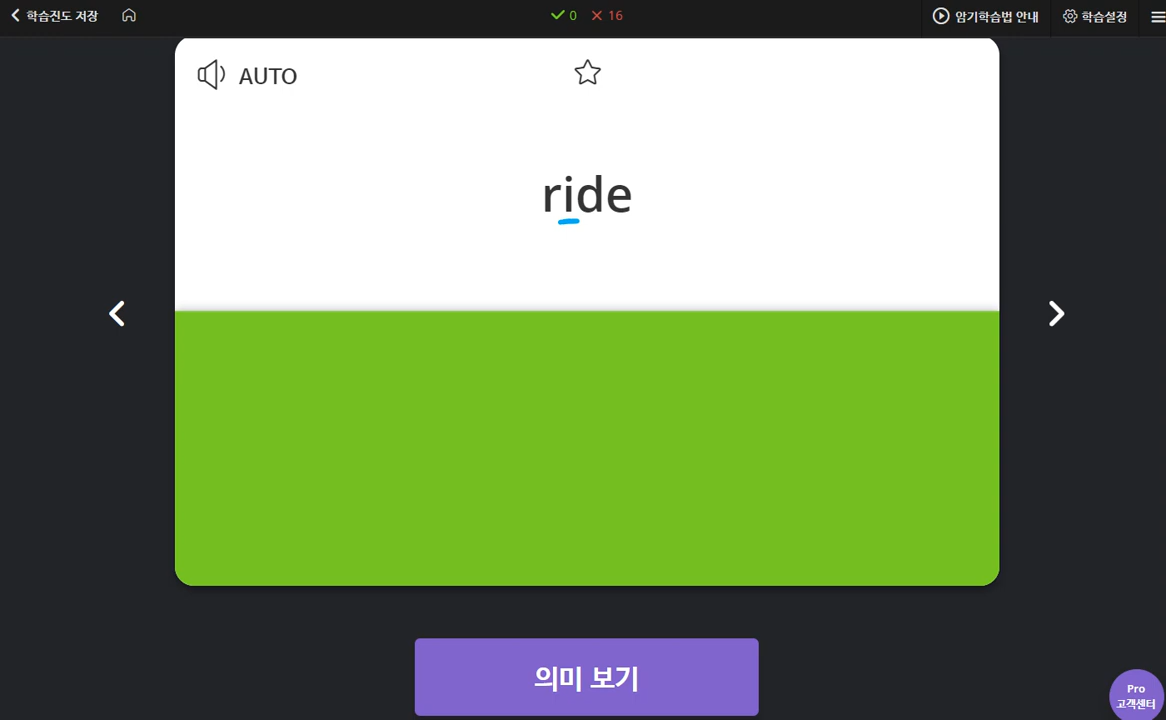 학습진도 저장
0 16
암기학습법 안내
학습설정
AUTO
ride
의미 보기
Pro
고객센터